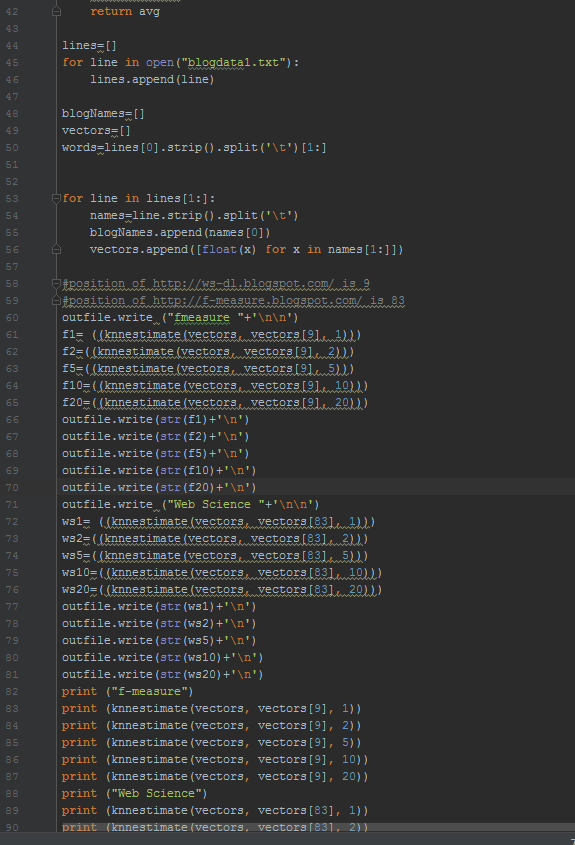 42 return avg
43
44 lines=[]
45 for line in open("blogdata1.txt"):
46 lines.append(line)
47
48 blogNames=[]
49 vectors=[]
50 words=lines[0].strip().split('\t')[1:]
51
52
53 for line in lines[1:]:
54 names=line.strip().split('\t')
55 blogNames.append(names[0])
56 vectors.append([float(x) for x in names[1:]])
57
58 #position of http://ws-dl.blogspot.com/ is 9
59 #position of http://f-measure.blogspot.com/ is 83
60 outfile.write ("fmeasure "+'\n\n')
61 f1= ((knnestimate(vectors, vectors[9], 1)))
62 f2=((knnestimate(vectors, vectors[9], 2)))
63 f5=((knnestimate(vectors, vectors[9], 5)))
64 f10=((knnestimate(vectors, vectors[9], 10)))
65 f20=((knnestimate(vectors, vectors[9], 20)))
66 outfile.write(str(f1)+'\n')
67 outfile.write(str(f2)+'\n')
68 outfile.write(str(f5)+'\n')
69 outfile.write(str(f10)+'\n')
70 outfile.write(str(f20)+'\n')
71 outfile.write ("Web Science "+'\n\n')
72 ws1= ((knnestimate(vectors, vectors[83], 1)))
73 ws2=((knnestimate(vectors, vectors[83], 2)))
74 ws5=((knnestimate(vectors, vectors[83], 5)))
75 ws10=((knnestimate(vectors, vectors[83], 10)))
76 ws20=((knnestimate(vectors, vectors[83], 20)))
77 outfile.write(str(ws1)+'\n')
78 outfile.write(str(ws2)+'\n')
79 outfile.write(str(ws5)+'\n')
80 outfile.write(str(ws10)+'\n')
81 outfile.write(str(ws20)+'\n')
82 print ("f-measure")
83 print (knnestimate(vectors, vectors[9], 1))
84 print (knnestimate(vectors, vectors[9], 2))
85 print (knnestimate(vectors, vectors[9], 5))
86 print (knnestimate(vectors, vectors[9], 10))
87 print (knnestimate(vectors, vectors[9], 20))
88 print ("Web Science")
89 print (knnestimate(vectors, vectors[83], 1))
90 print (knnestimate(vectors, vectors[83], 2))